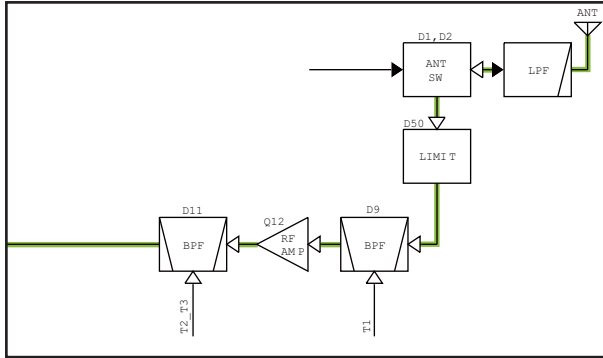 ANT
D1,D2
ANT
SW
LPF
D50
LIMIT
D11
BPF
Q12
RF
AMP
D9
BPF
T2_T3
T1